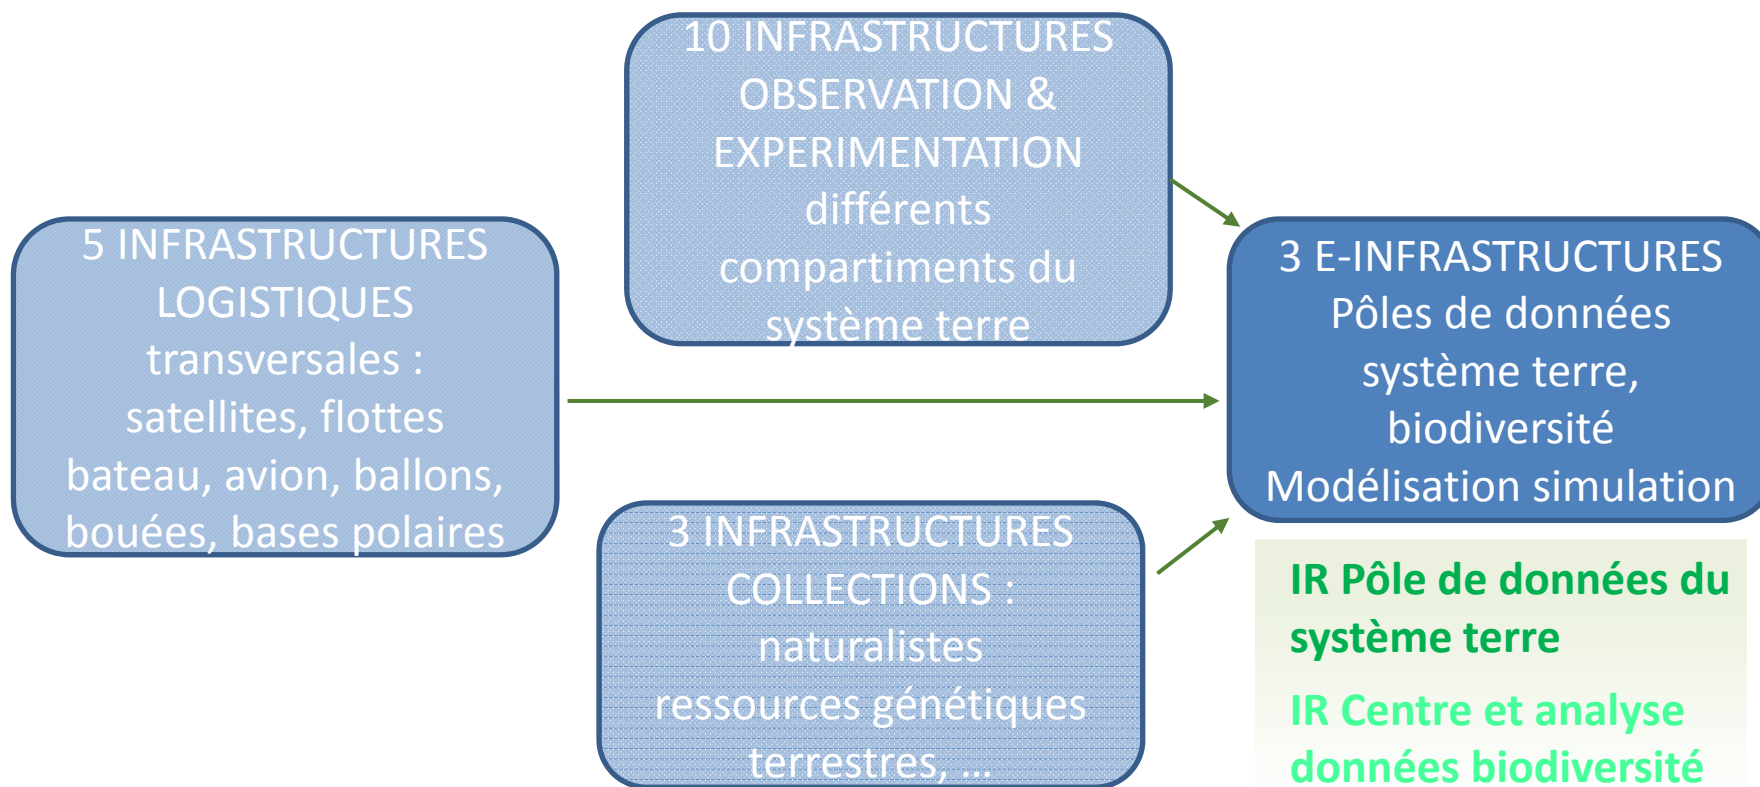 10 INFRASTRUCTURES
OBSERVATION &
EXPERIMENTATION
différents
compartiments du
système terre
5 INFRASTRUCTURES
LOGISTIQUES
transversales :
satellites, flottes
bateau, avion, ballons,
bouées, bases polaires
3 E-INFRASTRUCTURES
Pôles de données
système terre,
biodiversité
Modélisation simulation
3 INFRASTRUCTURES
COLLECTIONS :
naturalistes
ressources génétiques
terrestres, ...
IR Pôle de données du
système terre
IR Centre et analyse
données biodiversité